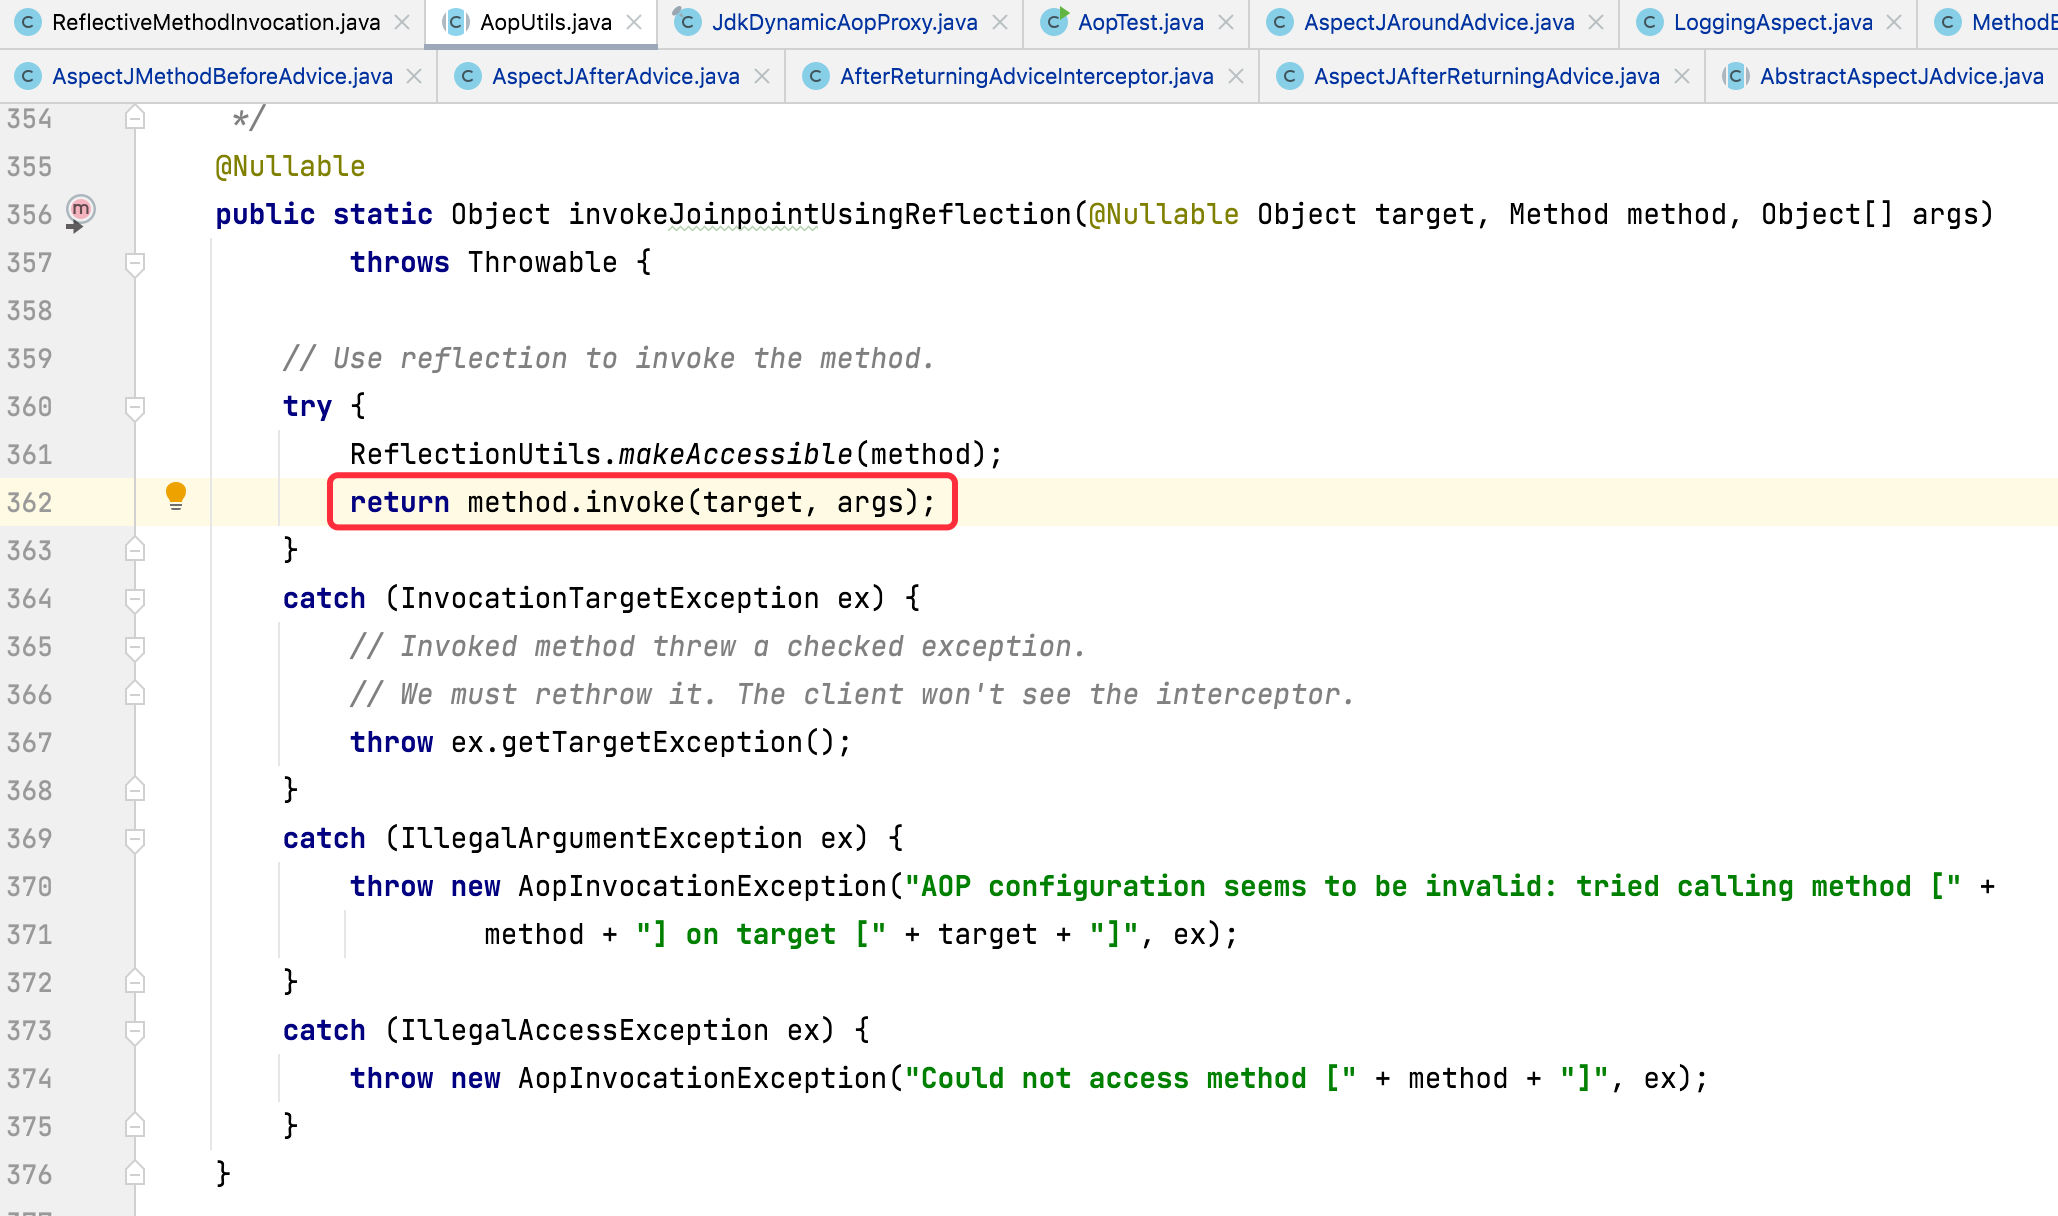 ReflectiveMethodInvocation.java AopUtils.java JdkDynamicAopProxy.java AopTest.java AspectJAroundAdvice.java LoggingAspect.java
AspectJMethodBeforeAdvice.java AspectJAfterAdvice.java AfterReturningAdviceInterceptor.java AspectJAfterReturningAdvice.java AbstractAspectJAdvice.java
354 */
355 @Nullable
356 public static Object invokeJoinpointUsingReflection(@Nullable Object target, Method method, Object[] args)
357 throws Throwable {
358
359 // Use reflection to invoke the method.
360 try {
361 ReflectionUtils.makeAccessible(method);
362 return method.invoke(target, args);
363 }
364 catch (InvocationTargetException ex) {
365 // Invoked method threw a checked exception.
366 // We must rethrow it. The client won't see the interceptor.
367 throw ex.getTargetException();
368 }
369 catch (IllegalArgumentException ex) {
370 throw new AopInvocationException("AOP configuration seems to be invalid: tried calling method [" +
371 method + "] on target [" + target + "]", ex);
372 }
373 catch (IllegalAccessException ex) {
374 throw new AopInvocationException("Could not access method [" + method + "]", ex);
375 }
376 }